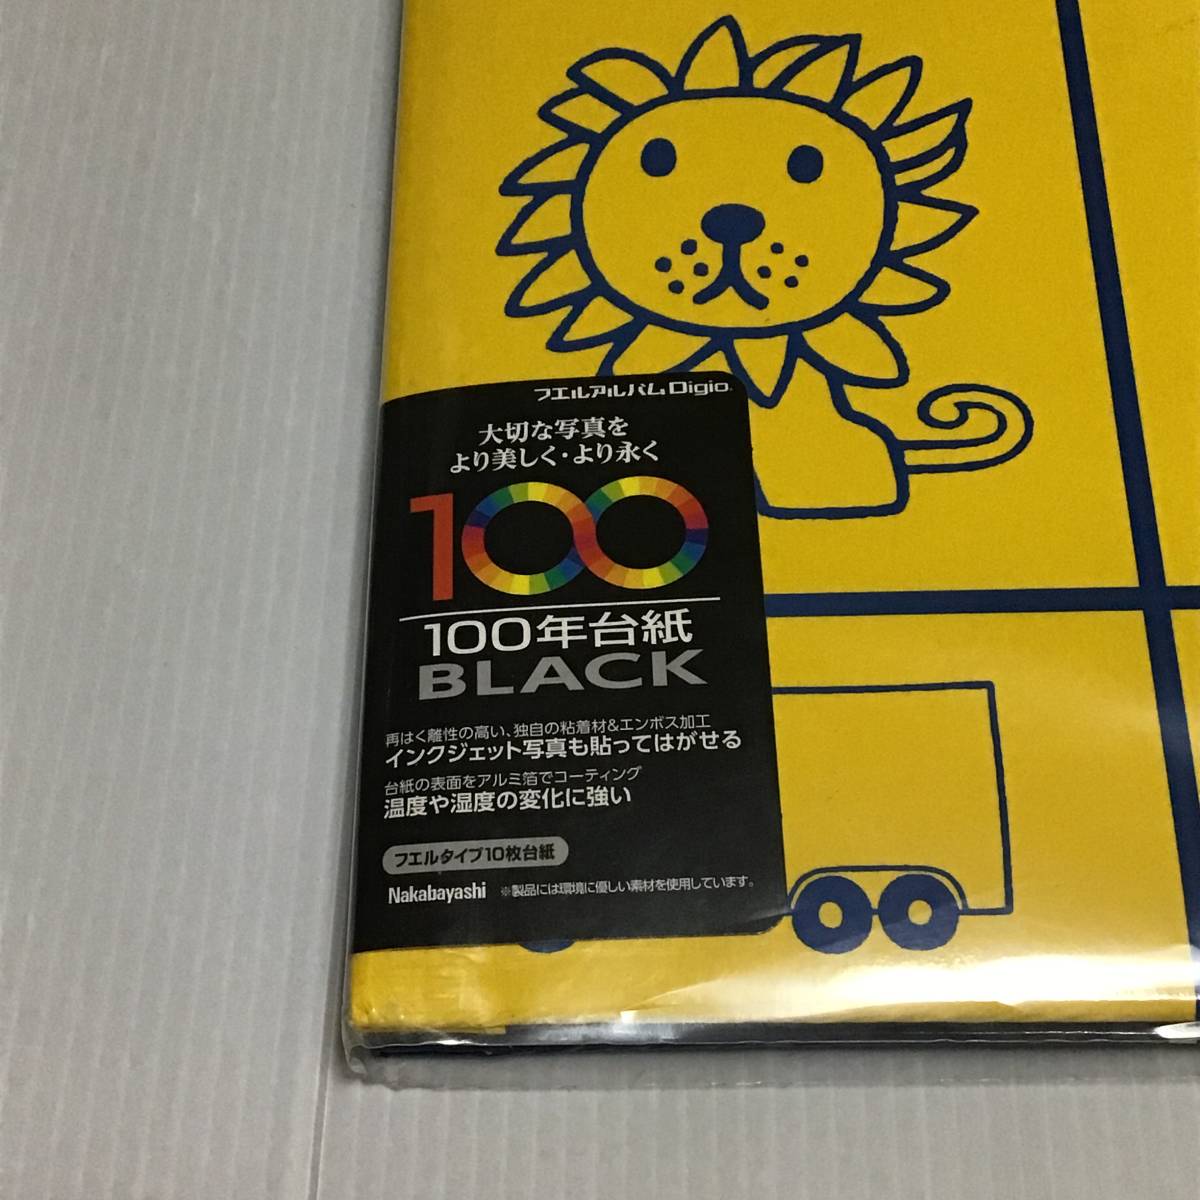 フエルアルバム Digio
大切な写真を
より美しく・より永く
100
100年台紙
BLACK
再はく離性の高い、独自の粘着材&エンボス加工
インクジェット写真も貼ってはがせる
台紙の表面をアルミ箔でコーティング
温度や湿度の変化に強い
フエルタイプ10枚台紙
Nakabayashi ※製品には環境に優しい素材を使用しています。